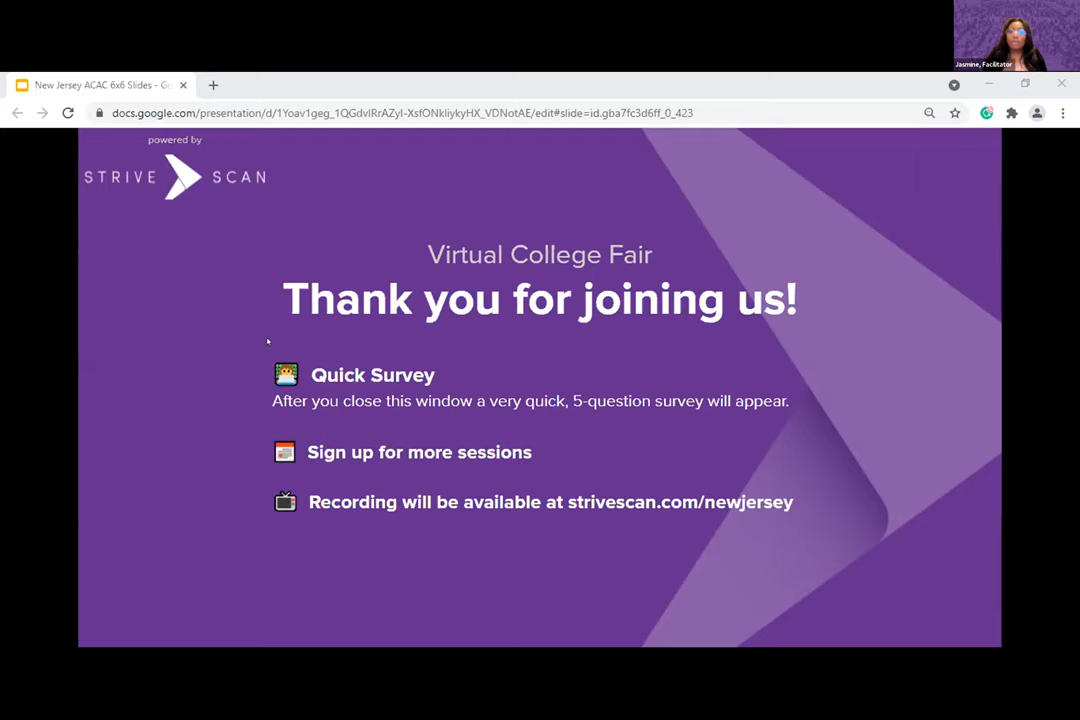 Jasmine, Facilitator
New Jersey ACAC 6x6 Slides - Go
docs.google.com/presentation/d/1Yoav1geg_1QGdvlRrAZyI-XsfONkliykyHX_VDNotAE/edit#slide=id.gba7fc3d6ff_0_423
powered by
STRIVE SCAN
Virtual College Fair
Thank you for joining us!
Quick Survey
After you close this window a very quick, 5-question survey will appear.
Sign up for more sessions
Recording will be available at strivescan.com/newjersey